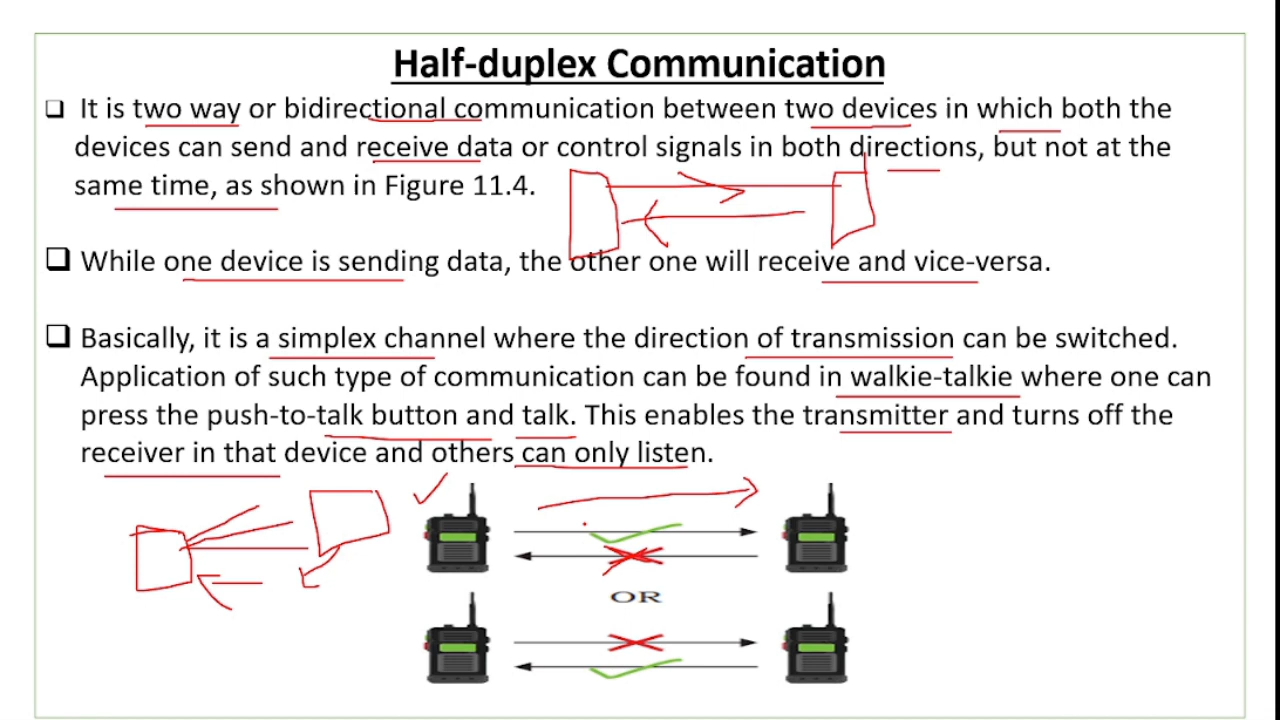 Half-duplex Communication
❑ It is two way or bidirectional communication between two devices in which both the
devices can send and receive data or control signals in both directions, but not at the
same time, as shown in Figure 11.4.
❑ While one device is sending data, the other one will receive and vice-versa.
❑ Basically, it is a simplex channel where the direction of transmission can be switched.
Application of such type of communication can be found in walkie-talkie where one can
press the push-to-talk button and talk. This enables the transmitter and turns off the
receiver in that device and others can only listen.
OR